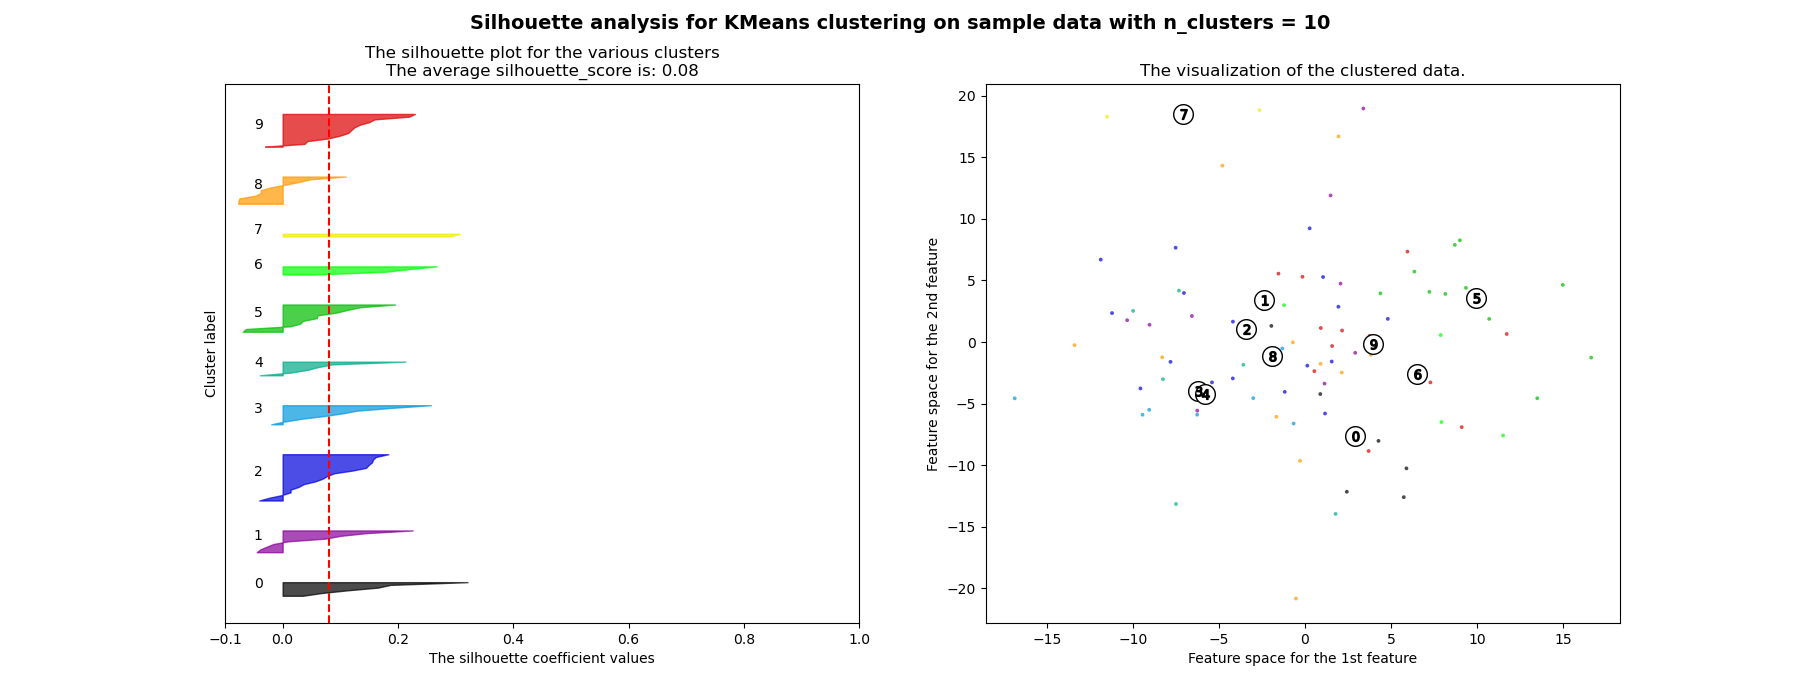 Silhouette analysis for KMeans clustering on sample data with n_clusters = 10
The silhouette plot for the various clusters
The average silhouette_score is: 0.08
Cluster label
9
8
7
6
5
4
3
2
1
0
−0.1 0.0 0.2 0.4 0.6 0.8 1.0
The silhouette coefficient values
The visualization of the clustered data.
Feature space for the 2nd feature
20
15
10
5
0
−5
−10
−15
−20
7
1
5
2
9
8
6
3
4
0
−15 −10 −5 0 5 10 15
Feature space for the 1st feature